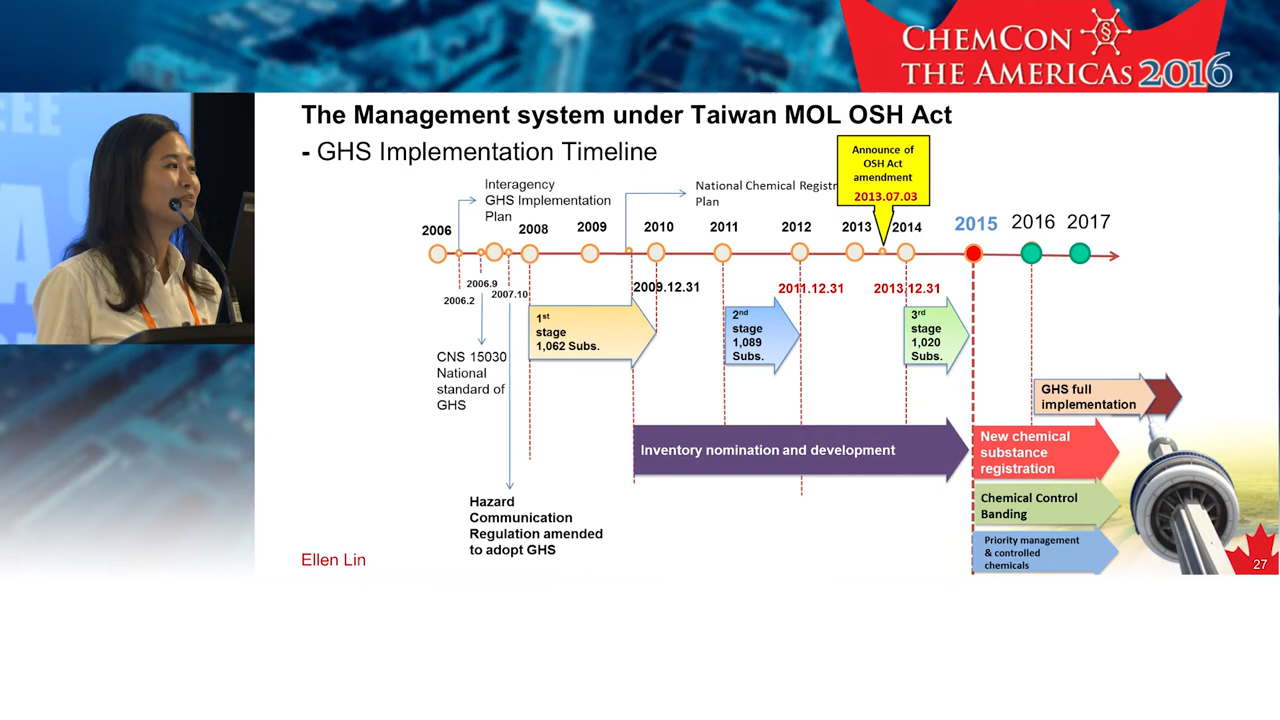 CHEMCON
THE AMERICAS 2016
The Management system under Taiwan MOL OSH Act
- GHS Implementation Timeline
Announce of
OSH Act
amendment
2013.07.03
Interagency
GHS Implementation
Plan
National Chemical Registr
Plan
2006
2008
2009
2010
2011
2012
2013
2014
2015
2016
2017
2006.2
2006.9
2007.10
2009.12.31
2011.12.31
2013.12.31
1st
stage
1,062 Subs.
2nd
stage
1,089
Subs.
3rd
stage
1,020
Subs.
CNS 15030
National
standard of
GHS
GHS full
implementation
Inventory nomination and development
New chemical
substance
registration
Chemical Control
Banding
Priority management
& controlled
chemicals
Hazard
Communication
Regulation amended
to adopt GHS
Ellen Lin
27